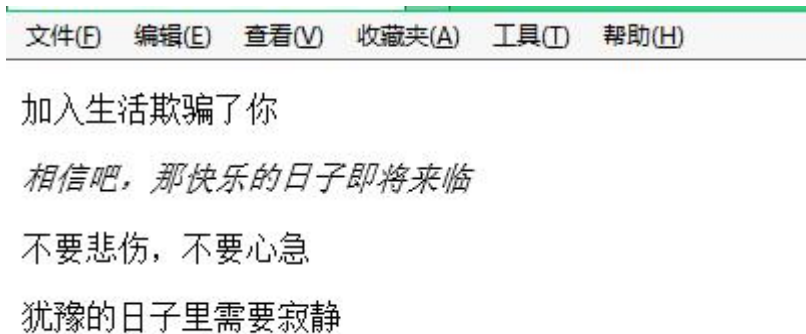 文件(F) 编辑(E) 查看(V) 收藏夹(A) 工具(T) 帮助(H)
加入生活欺骗了你
相信吧，那快乐的日子即将来临
不要悲伤，不要心急
犹豫的日子里需要寂静